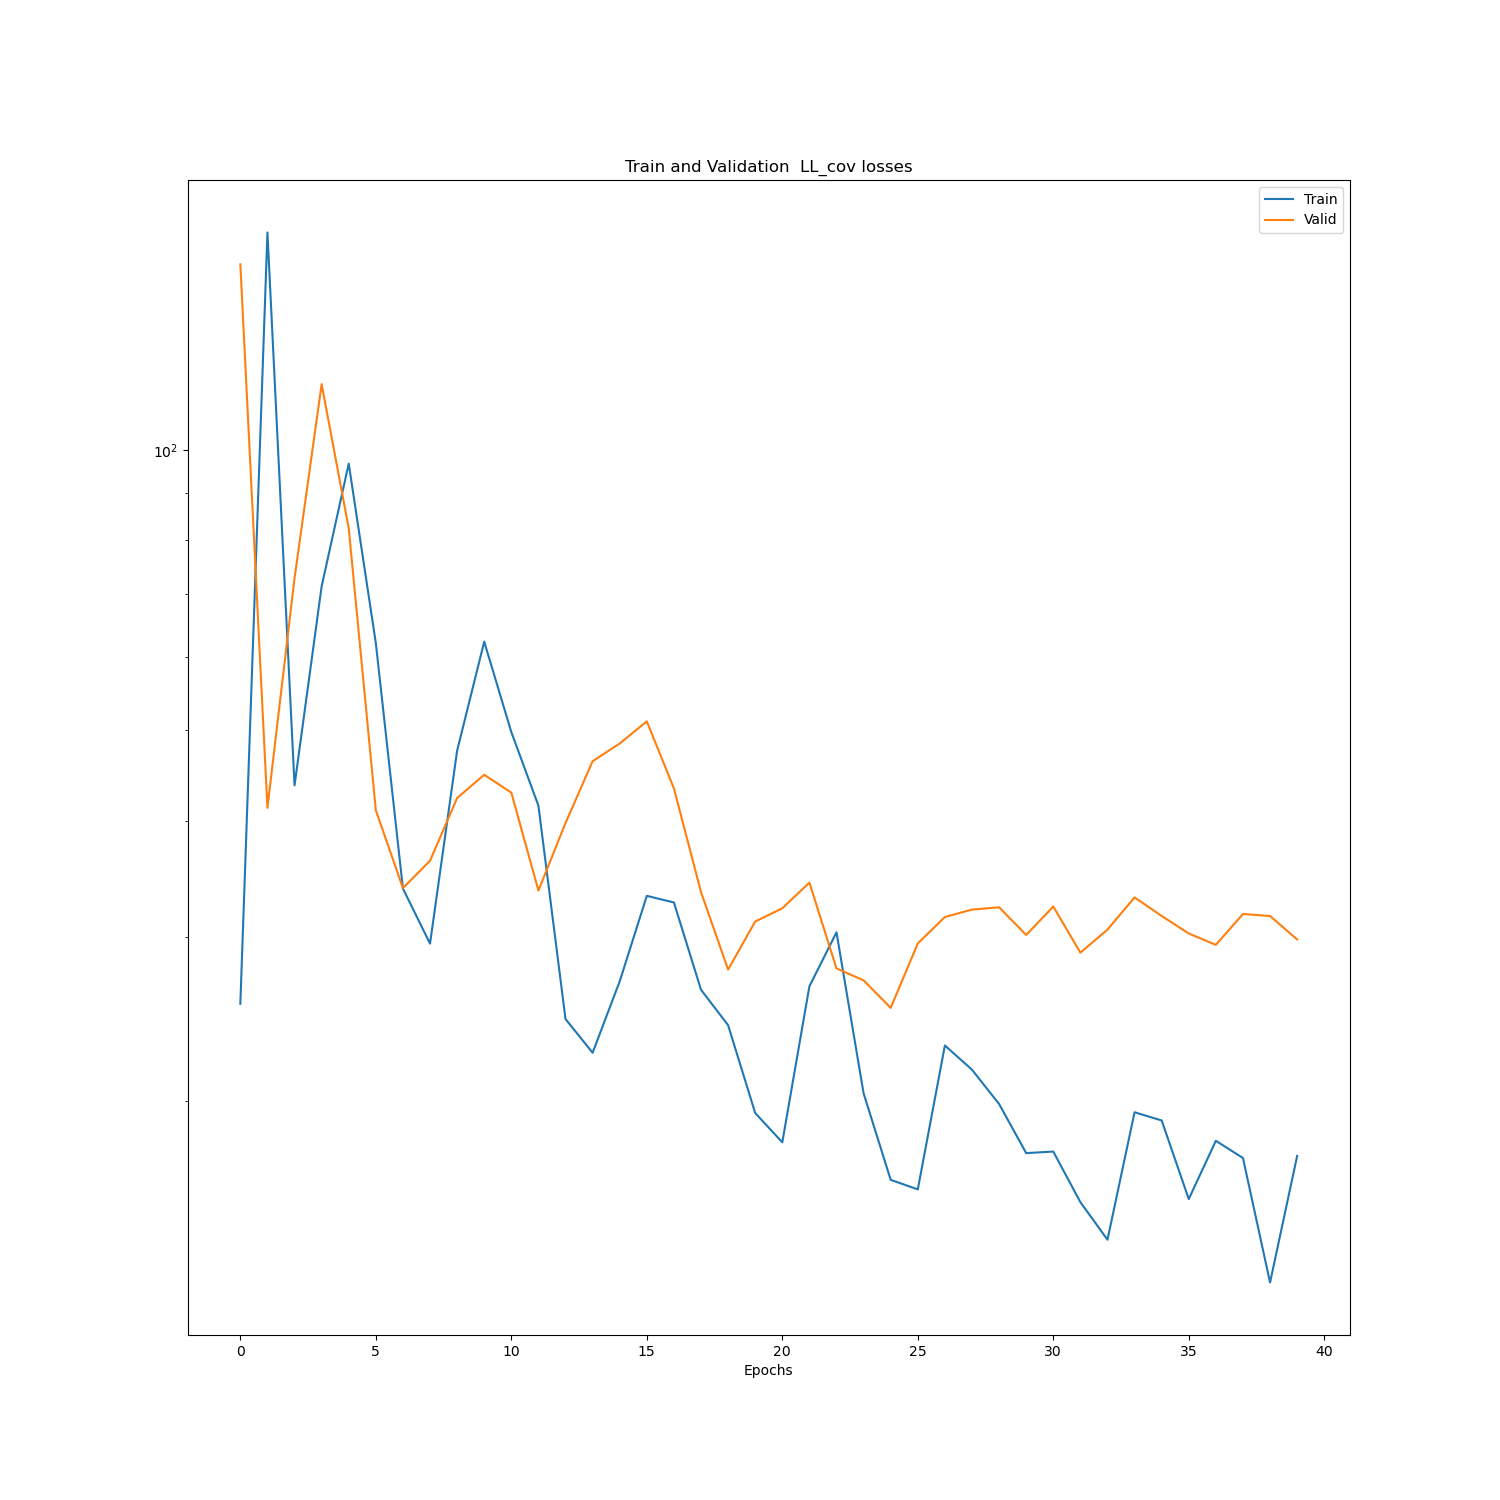 Train and Validation  LL_cov losses
Train
Valid
10²
0 5 10 15 20 25 30 35 40
Epochs